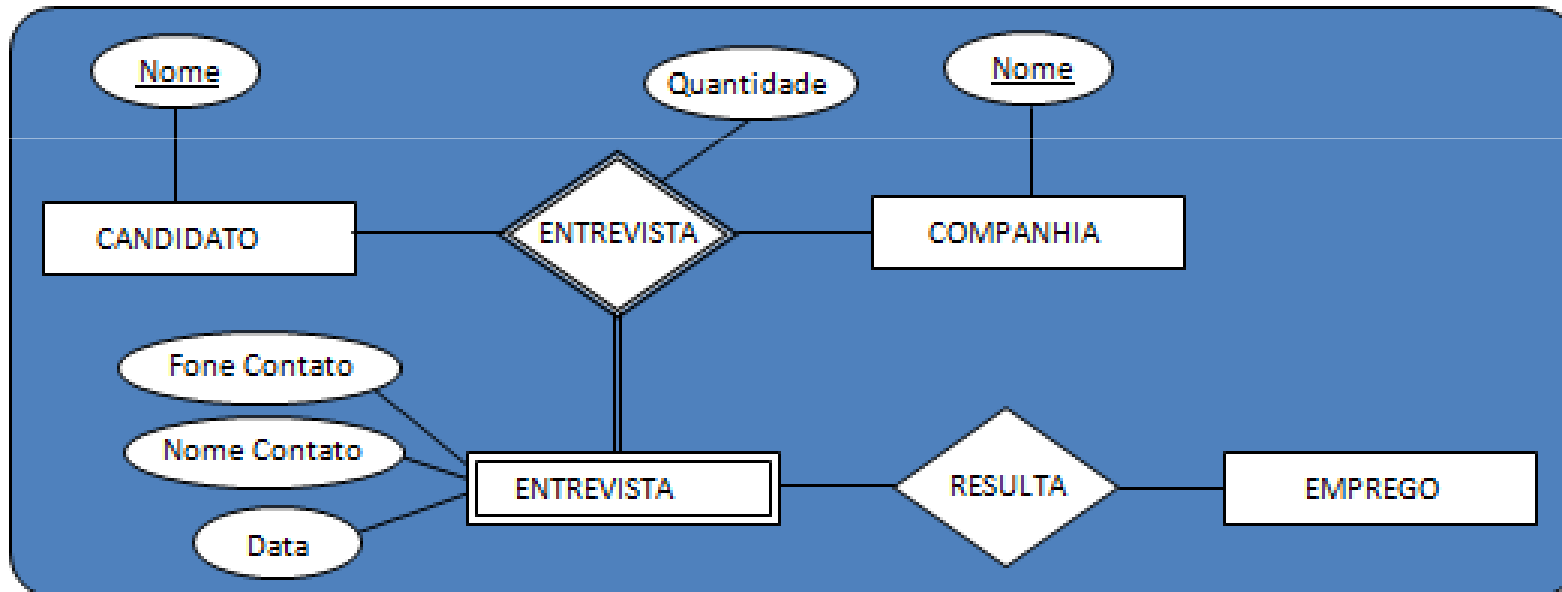 Nome
Quantidade
Nome
CANDIDATO
ENTREVISTA
COMPANHIA
Fone Contato
Nome Contato
Data
ENTREVISTA
RESULTA
EMPREGO